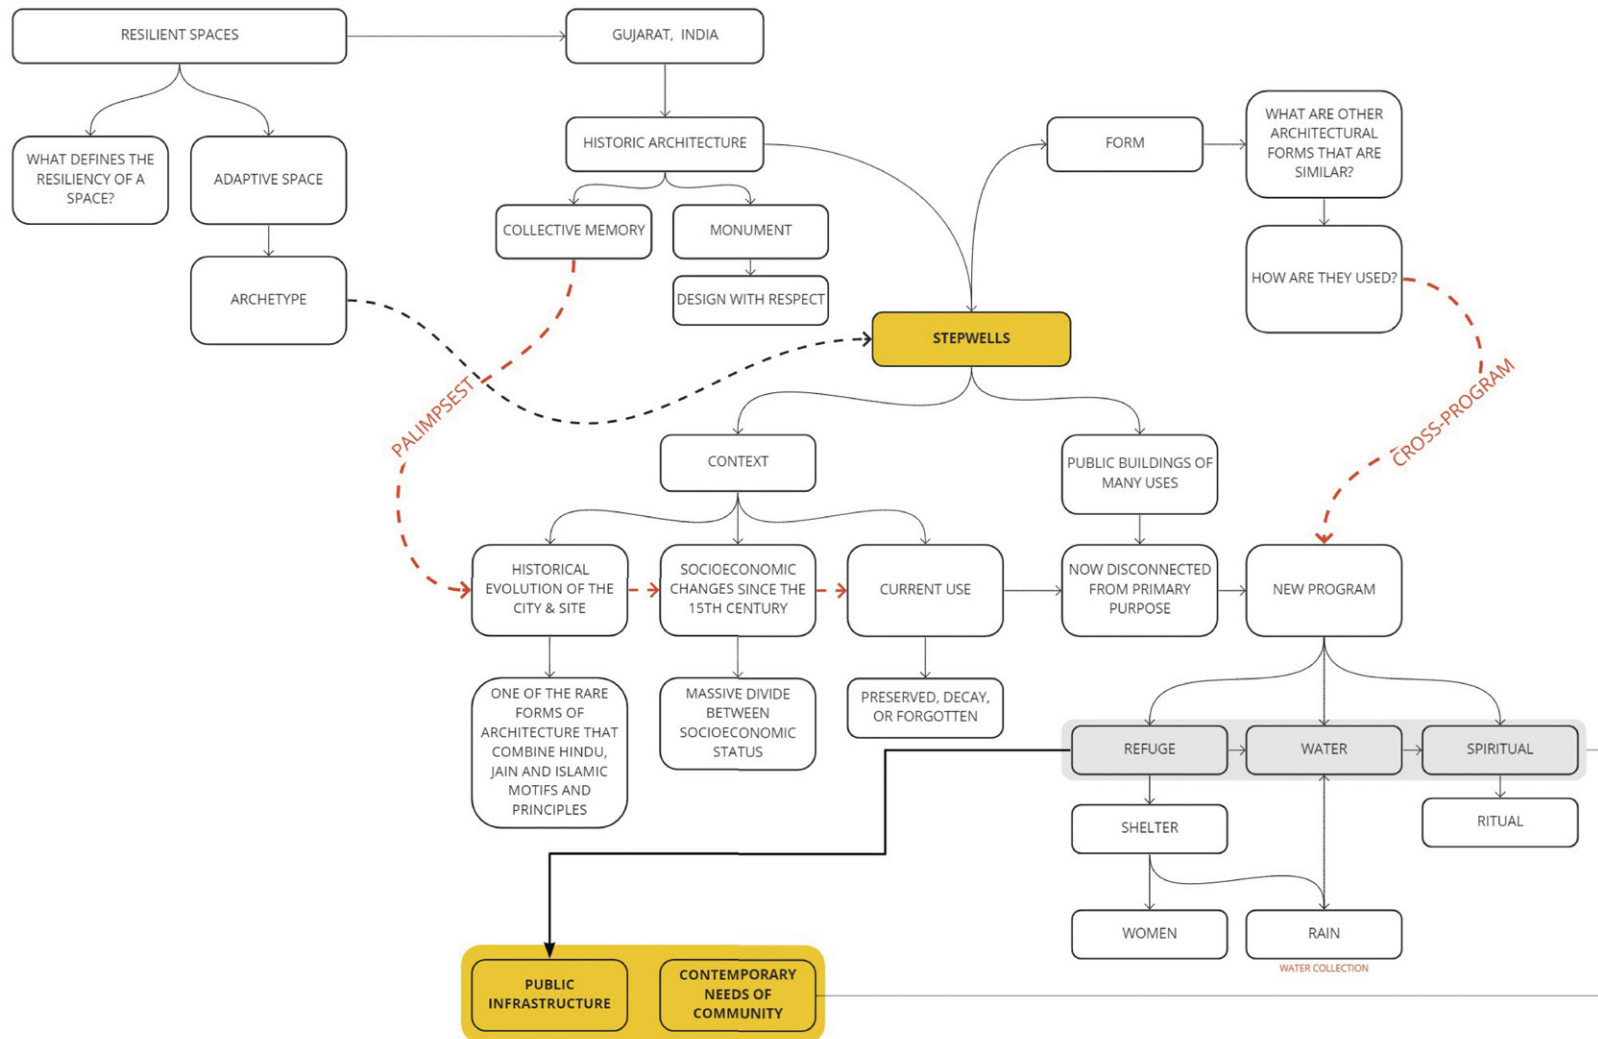 RESILIENT SPACES
GUJARAT, INDIA
WHAT DEFINES THE
RESILIENCY OF A
SPACE?
ADAPTIVE SPACE
HISTORIC ARCHITECTURE
FORM
WHAT ARE OTHER
ARCHITECTURAL
FORMS THAT ARE
SIMILAR?
COLLECTIVE MEMORY
MONUMENT
ARCHETYPE
DESIGN WITH RESPECT
HOW ARE THEY USED?
STEPWELLS
PALIMPSEST
CROSS-PROGRAM
CONTEXT
PUBLIC BUILDINGS OF
MANY USES
HISTORICAL
EVOLUTION OF THE
CITY & SITE
SOCIOECONOMIC
CHANGES SINCE THE
15TH CENTURY
CURRENT USE
NOW DISCONNECTED
FROM PRIMARY
PURPOSE
NEW PROGRAM
ONE OF THE RARE
FORMS OF
ARCHITECTURE THAT
COMBINE HINDU,
JAIN AND ISLAMIC
MOTIFS AND
PRINCIPLES
MASSIVE DIVIDE
BETWEEN
SOCIOECONOMIC
STATUS
PRESERVED, DECAY,
OR FORGOTTEN
REFUGE
WATER
SPIRITUAL
SHELTER
RITUAL
WOMEN
RAIN
WATER COLLECTION
PUBLIC
INFRASTRUCTURE
CONTEMPORARY
NEEDS OF
COMMUNITY